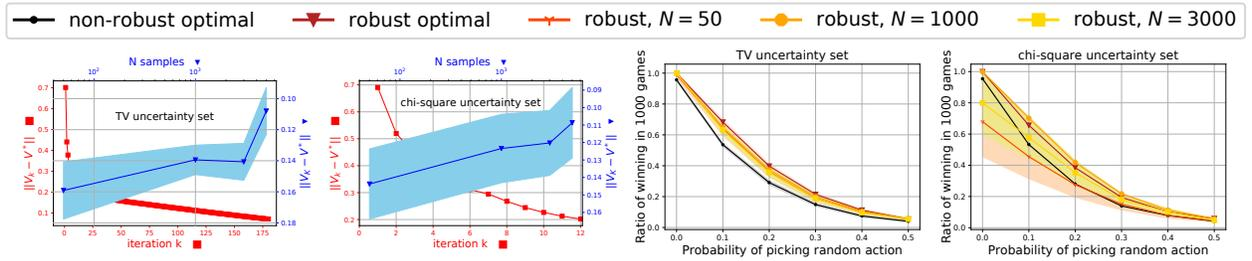 non-robust optimal robust optimal robust, N = 50 robust, N = 1000 robust, N = 3000
N samples
10² 10³
TV uncertainty set
0.7
0.6
0.5
0.4
0.3
0.2
0.1
||V_k − V*||
0 25 50 75 100 125 150 175
iteration k
0.10
0.12
0.14
0.16
0.18
||V_k − V*||
N samples
10² 10³
chi-square uncertainty set
0.7
0.6
0.5
0.4
0.3
0.2
||V_k − V*||
0 2 4 6 8 10 12
iteration k
0.09
0.10
0.11
0.12
0.13
0.14
0.15
0.16
||V_k − V*||
TV uncertainty set
Ratio of winning in 1000 games
1.0
0.8
0.6
0.4
0.2
0.0
0.0 0.1 0.2 0.3 0.4 0.5
Probability of picking random action
chi-square uncertainty set
Ratio of winning in 1000 games
1.0
0.8
0.6
0.4
0.2
0.0
0.0 0.1 0.2 0.3 0.4 0.5
Probability of picking random action